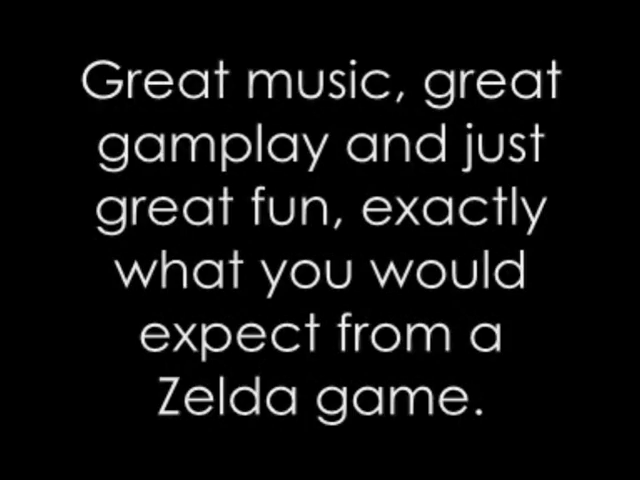 Great music, great
gamplay and just
great fun, exactly
what you would
expect from a
Zelda game.